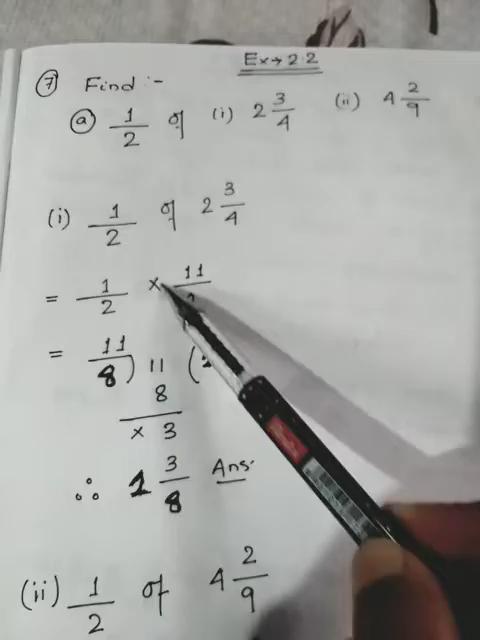 Ex→2.2
⑦ Find :-
ⓐ 1/2 of (i) 2 3/4 (ii) 4 2/9
(i) 1/2 of 2 3/4
= 1/2 × 11/
= 11/8) 11 (
8
× 3
∴ 1 3/8 Ans.
(ii) 1/2 of 4 2/9